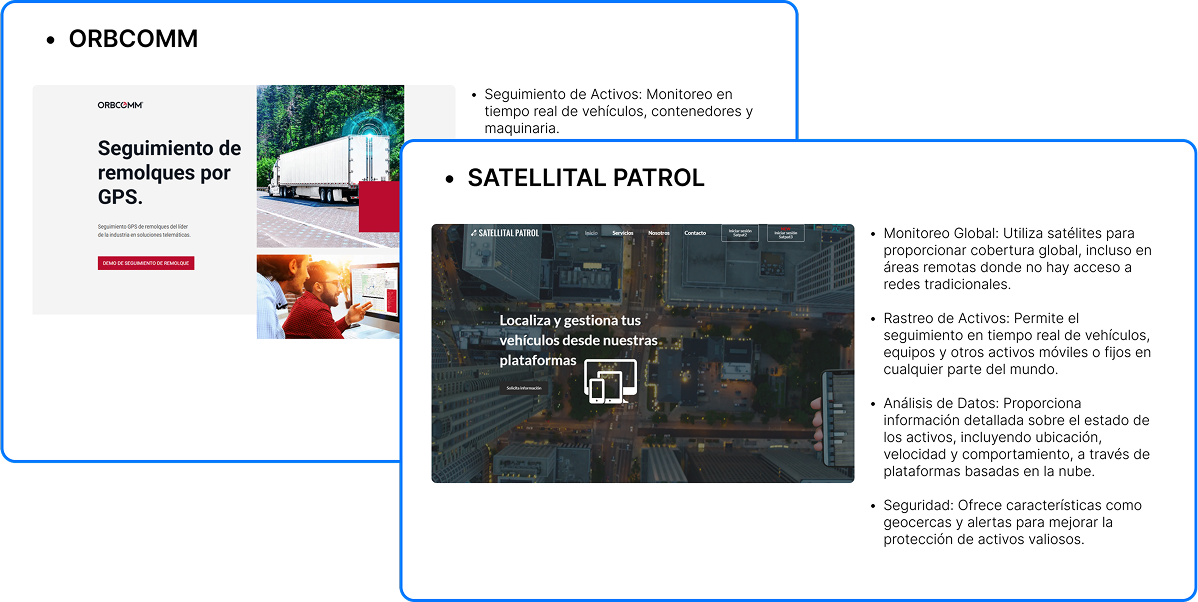 ORBCOMM
ORBCOMM
Seguimiento de
remolques por
GPS.
Seguimiento GPS de remolques del líder
de la industria en soluciones telemáticas.
DEMO DE SEGUIMIENTO DE REMOLQUE
Seguimiento de Activos: Monitoreo en
tiempo real de vehículos, contenedores y
maquinaria.
SATELLITAL PATROL
SATELLITAL PATROL
Inicio Servicios Nosotros Contacto
Iniciar sesión
Satpat2
Iniciar sesión
Satpat3
Localiza y gestiona tus
vehículos desde nuestras
plataformas
Solicita información
Monitoreo Global: Utiliza satélites para
proporcionar cobertura global, incluso en
áreas remotas donde no hay acceso a
redes tradicionales.
Rastreo de Activos: Permite el
seguimiento en tiempo real de vehículos,
equipos y otros activos móviles o fijos en
cualquier parte del mundo.
Análisis de Datos: Proporciona
información detallada sobre el estado de
los activos, incluyendo ubicación,
velocidad y comportamiento, a través de
plataformas basadas en la nube.
Seguridad: Ofrece características como
geocercas y alertas para mejorar la
protección de activos valiosos.